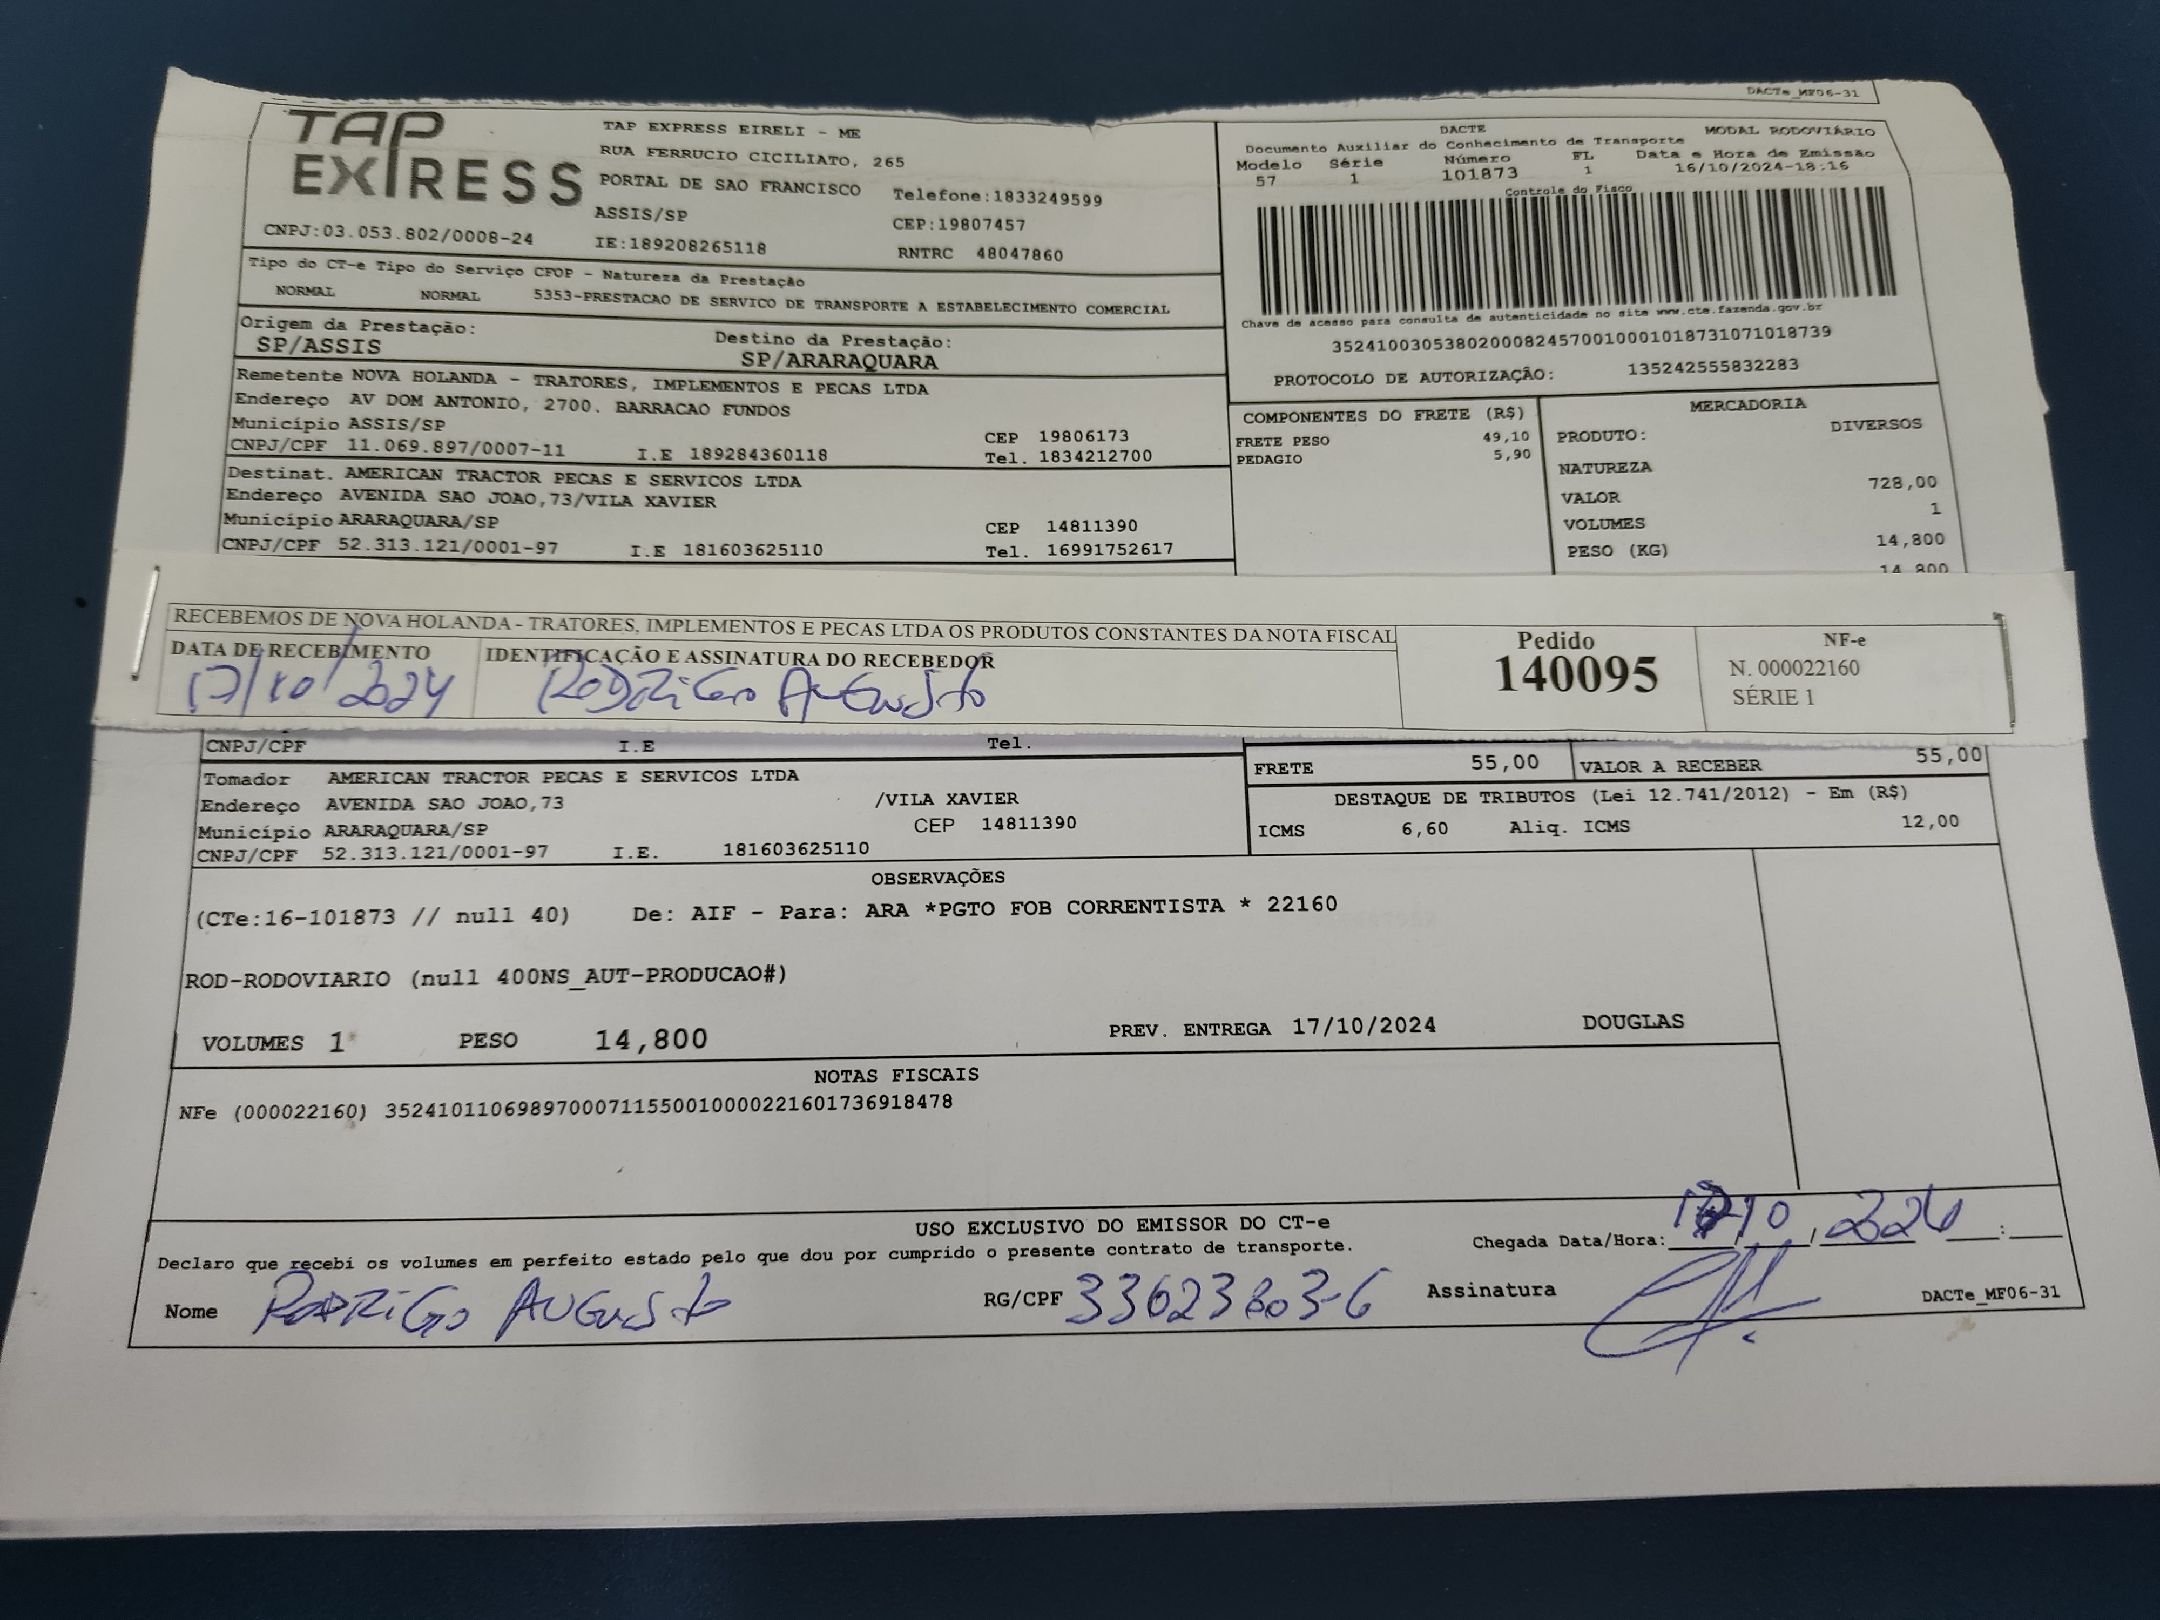 DACTe_MF06-31
TAP EXPRESS
TAP EXPRESS EIRELI - ME
RUA FERRUCIO CICILIATO, 265
PORTAL DE SAO FRANCISCO Telefone:1833249599
ASSIS/SP CEP:19807457
CNPJ:03.053.802/0008-24 IE:189208265118 RNTRC 48047860
DACTE MODAL RODOVIÁRIO
Documento Auxiliar do Conhecimento de Transporte
Modelo Série Número FL Data e Hora de Emissão
57 1 101873 1 16/10/2024-18:16
Controle do Fisco
Chave de acesso para consulta de autenticidade no site www.cte.fazenda.gov.br
35241003053802000824570010001018731071018739
PROTOCOLO DE AUTORIZAÇÃO: 135242555832283
Tipo do CT-e Tipo do Serviço CFOP - Natureza da Prestação
NORMAL NORMAL 5353-PRESTACAO DE SERVICO DE TRANSPORTE A ESTABELECIMENTO COMERCIAL
Origem da Prestação: Destino da Prestação:
SP/ASSIS SP/ARARAQUARA
Remetente NOVA HOLANDA - TRATORES, IMPLEMENTOS E PECAS LTDA
Endereço AV DOM ANTONIO, 2700. BARRACAO FUNDOS
Município ASSIS/SP CEP 19806173
CNPJ/CPF 11.069.897/0007-11 I.E 189284360118 Tel. 1834212700
Destinat. AMERICAN TRACTOR PECAS E SERVICOS LTDA
Endereço AVENIDA SAO JOAO,73/VILA XAVIER
Município ARARAQUARA/SP CEP 14811390
CNPJ/CPF 52.313.121/0001-97 I.E 181603625110 Tel. 16991752617
COMPONENTES DO FRETE (R$)
FRETE PESO 49,10
PEDAGIO 5,90
MERCADORIA
PRODUTO: DIVERSOS
NATUREZA
VALOR 728,00
VOLUMES 1
PESO (KG) 14,800
14,800
RECEBEMOS DE NOVA HOLANDA - TRATORES, IMPLEMENTOS E PECAS LTDA OS PRODUTOS CONSTANTES DA NOTA FISCAL
DATA DE RECEBIMENTO IDENTIFICAÇÃO E ASSINATURA DO RECEBEDOR
17/10/2024 RODRIGO AUGUSTO
Pedido
140095
NF-e
N. 000022160
SÉRIE 1
CNPJ/CPF I.E Tel.
Tomador AMERICAN TRACTOR PECAS E SERVICOS LTDA
Endereço AVENIDA SAO JOAO,73 /VILA XAVIER
Município ARARAQUARA/SP CEP 14811390
CNPJ/CPF 52.313.121/0001-97 I.E. 181603625110
FRETE 55,00 VALOR A RECEBER 55,00
DESTAQUE DE TRIBUTOS (Lei 12.741/2012) - Em (R$)
ICMS 6,60 Aliq. ICMS 12,00
OBSERVAÇÕES
(CTe:16-101873 // null 40) De: AIF - Para: ARA *PGTO FOB CORRENTISTA * 22160
ROD-RODOVIARIO (null 400NS_AUT-PRODUCAO#)
VOLUMES 1 PESO 14,800 PREV. ENTREGA 17/10/2024 DOUGLAS
NOTAS FISCAIS
NFe (000022160) 35241011069897000711550010000221601736918478
USO EXCLUSIVO DO EMISSOR DO CT-e
Declaro que recebi os volumes em perfeito estado pelo que dou por cumprido o presente contrato de transporte.
Chegada Data/Hora:
Nome RODRIGO AUGUSTO RG/CPF 33623803-6 Assinatura
DACTe_MF06-31